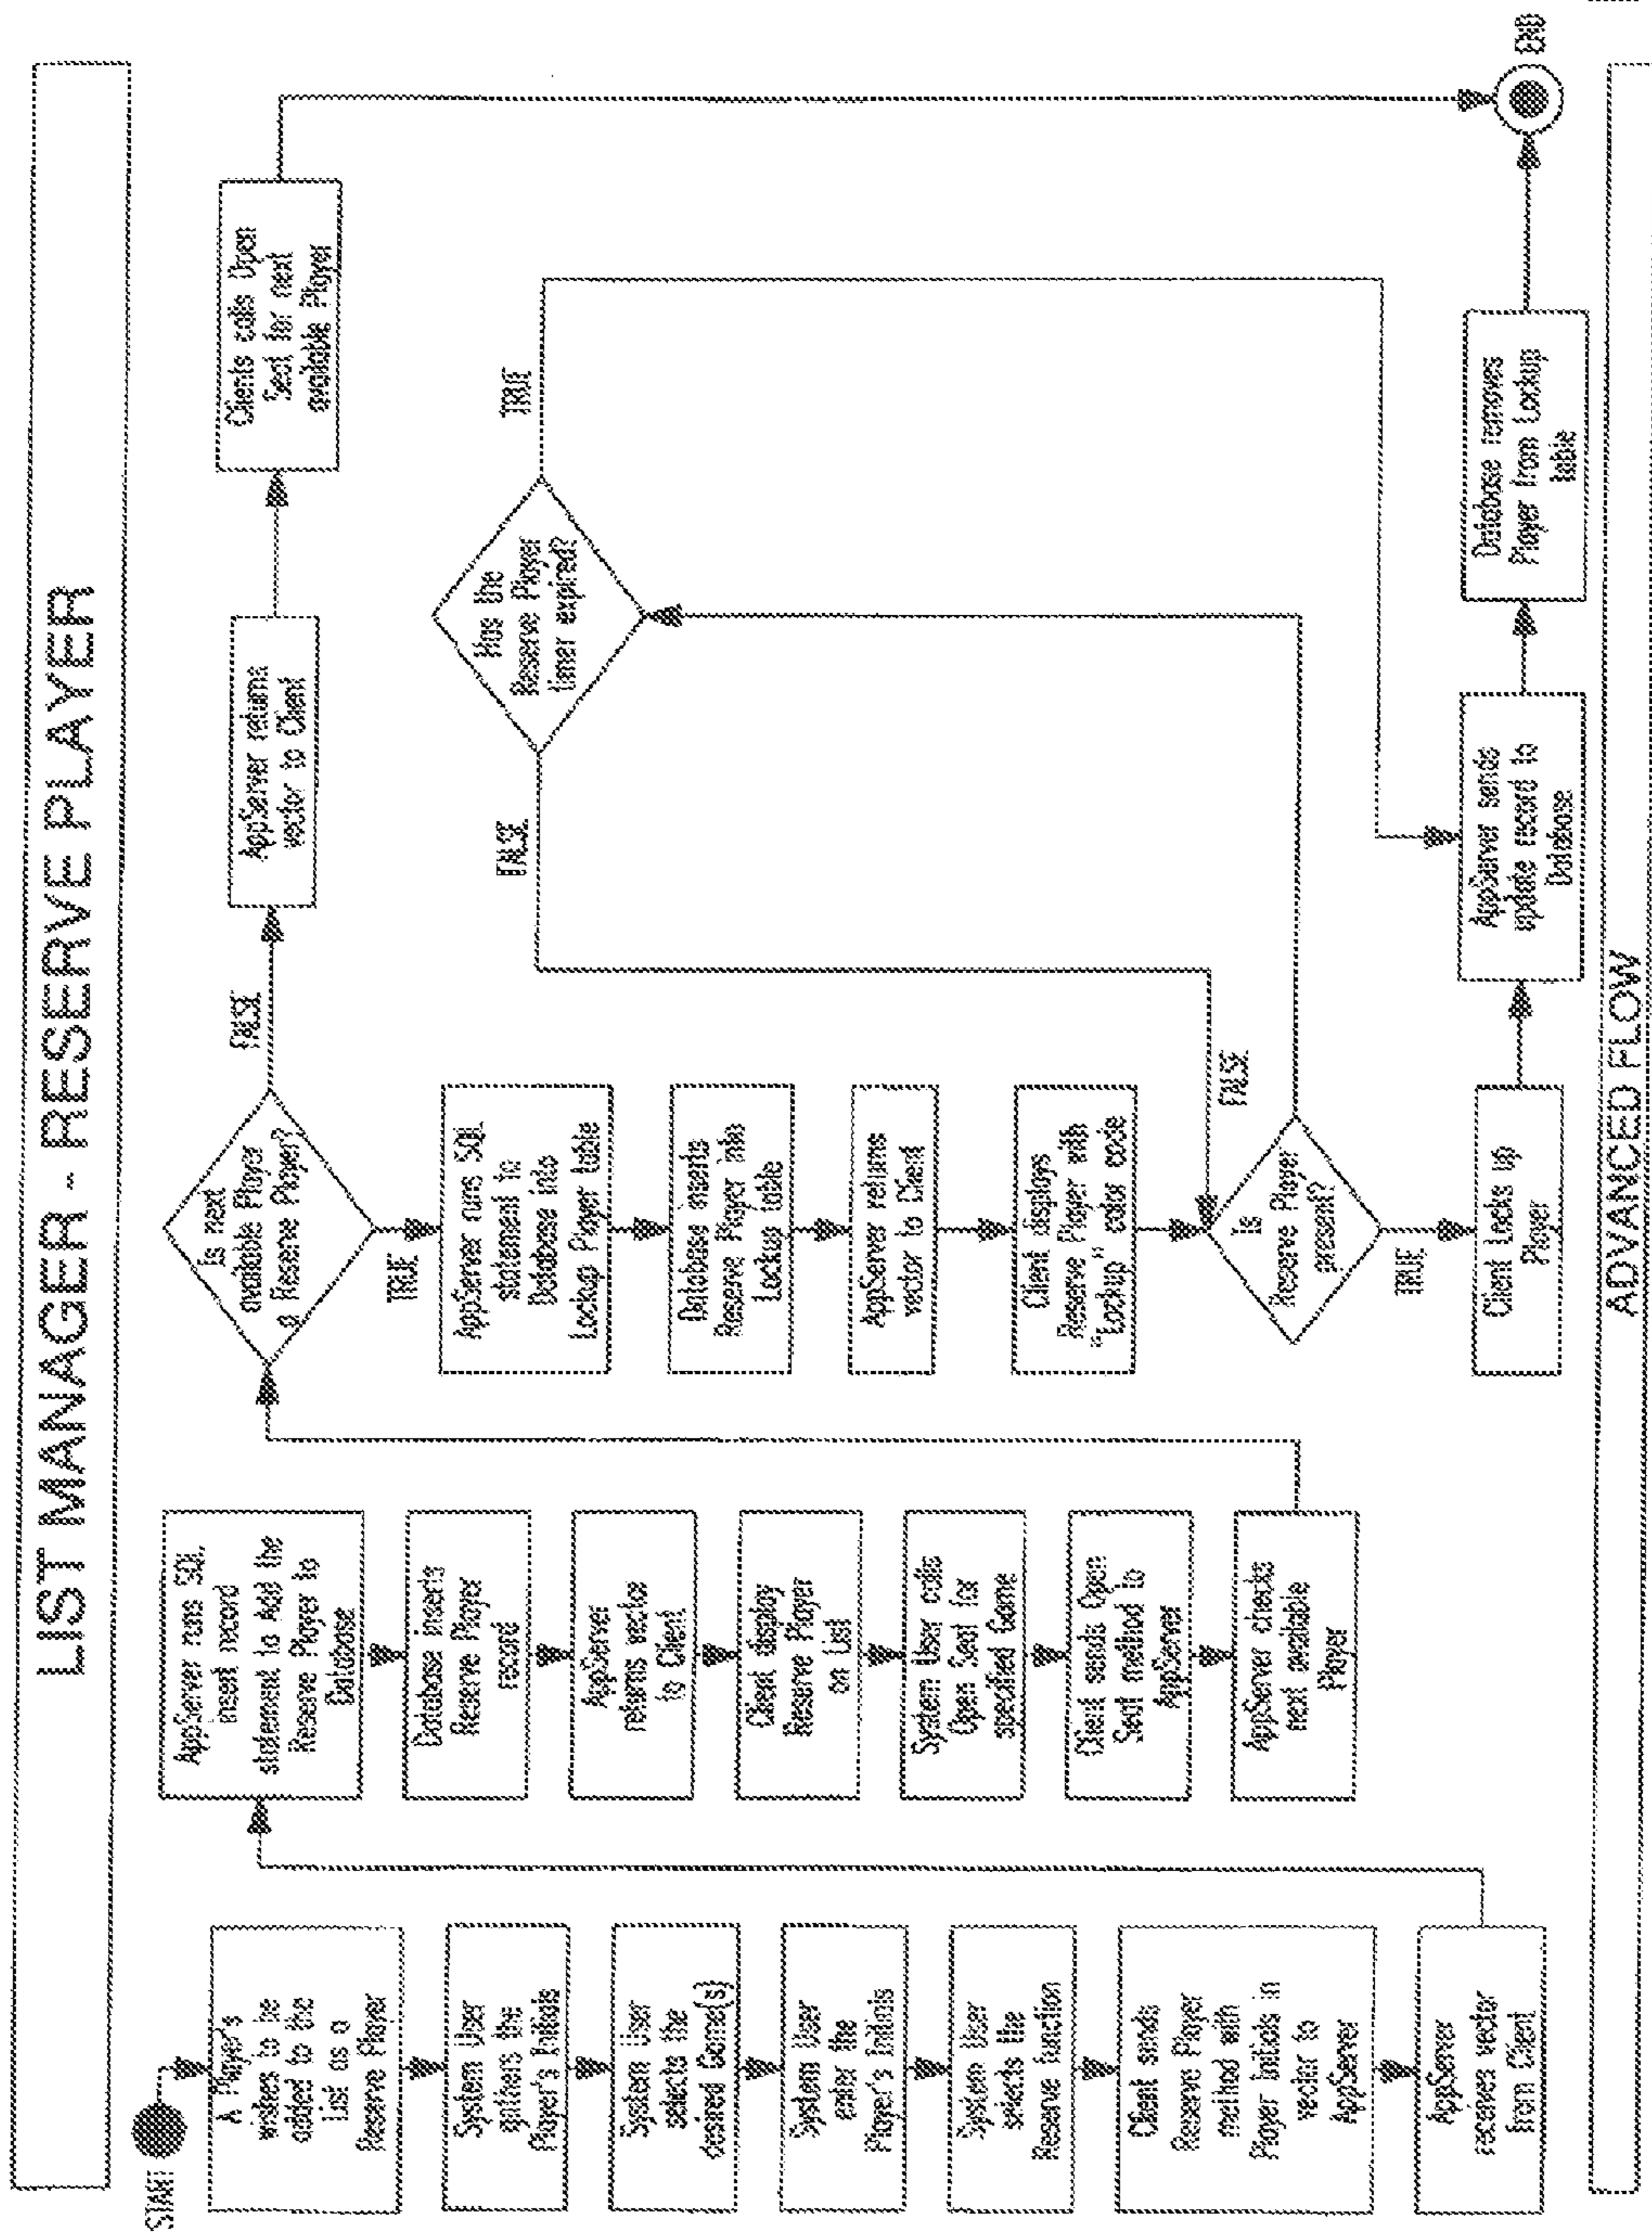 LIST MANAGER - RESERVE PLAYER
START
A Player's
wishes to be
added to the
List as a
Reserve Player
System User
gathers the
Player's Initials
System User
selects the
desired Game(s)
System User
enter the
Player's Initials
System User
selects the
Reserve function
Client sends
Reserve Player
method with
Player Initials in
vector to
AppServer
AppServer
receives vector
from Client
AppServer runs SQL
insert record
statement to Add the
Reserve Player to
Database
Database inserts
Reserve Player
record
AppServer
returns vector
to Client
Client display
Reserve Player
on List
System User calls
Open Seat for
specified Game
Client sends Open
Seat method to
AppServer
AppServer checks
next available
Player
Is next
available Player
a Reserve Player?
FALSE
TRUE
AppServer runs SQL
statement to
Database into
Lockup Player table
Database inserts
Reserve Player into
Lockup table
AppServer returns
vector to Client
Client displays
Reserve Player with
"Lockup" color code
FALSE
Is
Reserve Player
present?
TRUE
Client Locks up
Player
AppServer returns
vector to Client
Clients calls Open
Seat for next
available Player
Has the
Reserve Player
timer expired?
FALSE
TRUE
AppServer sends
update record to
Database
Database removes
Player from Lockup
table
END
ADVANCED FLOW